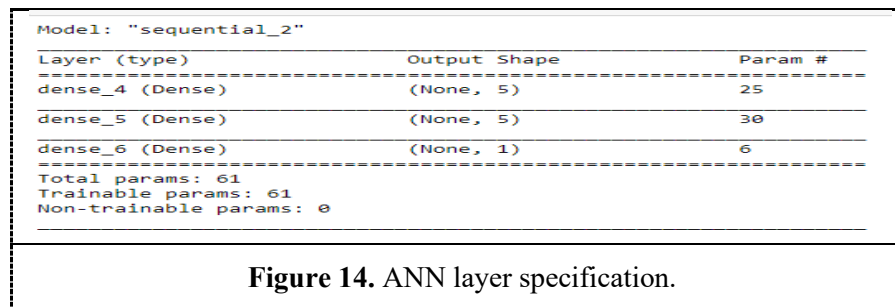 Model: "sequential_2"
Layer (type) Output Shape Param #
dense_4 (Dense) (None, 5) 25
dense_5 (Dense) (None, 5) 30
dense_6 (Dense) (None, 1) 6
Total params: 61
Trainable params: 61
Non-trainable params: 0
Figure 14. ANN layer specification.